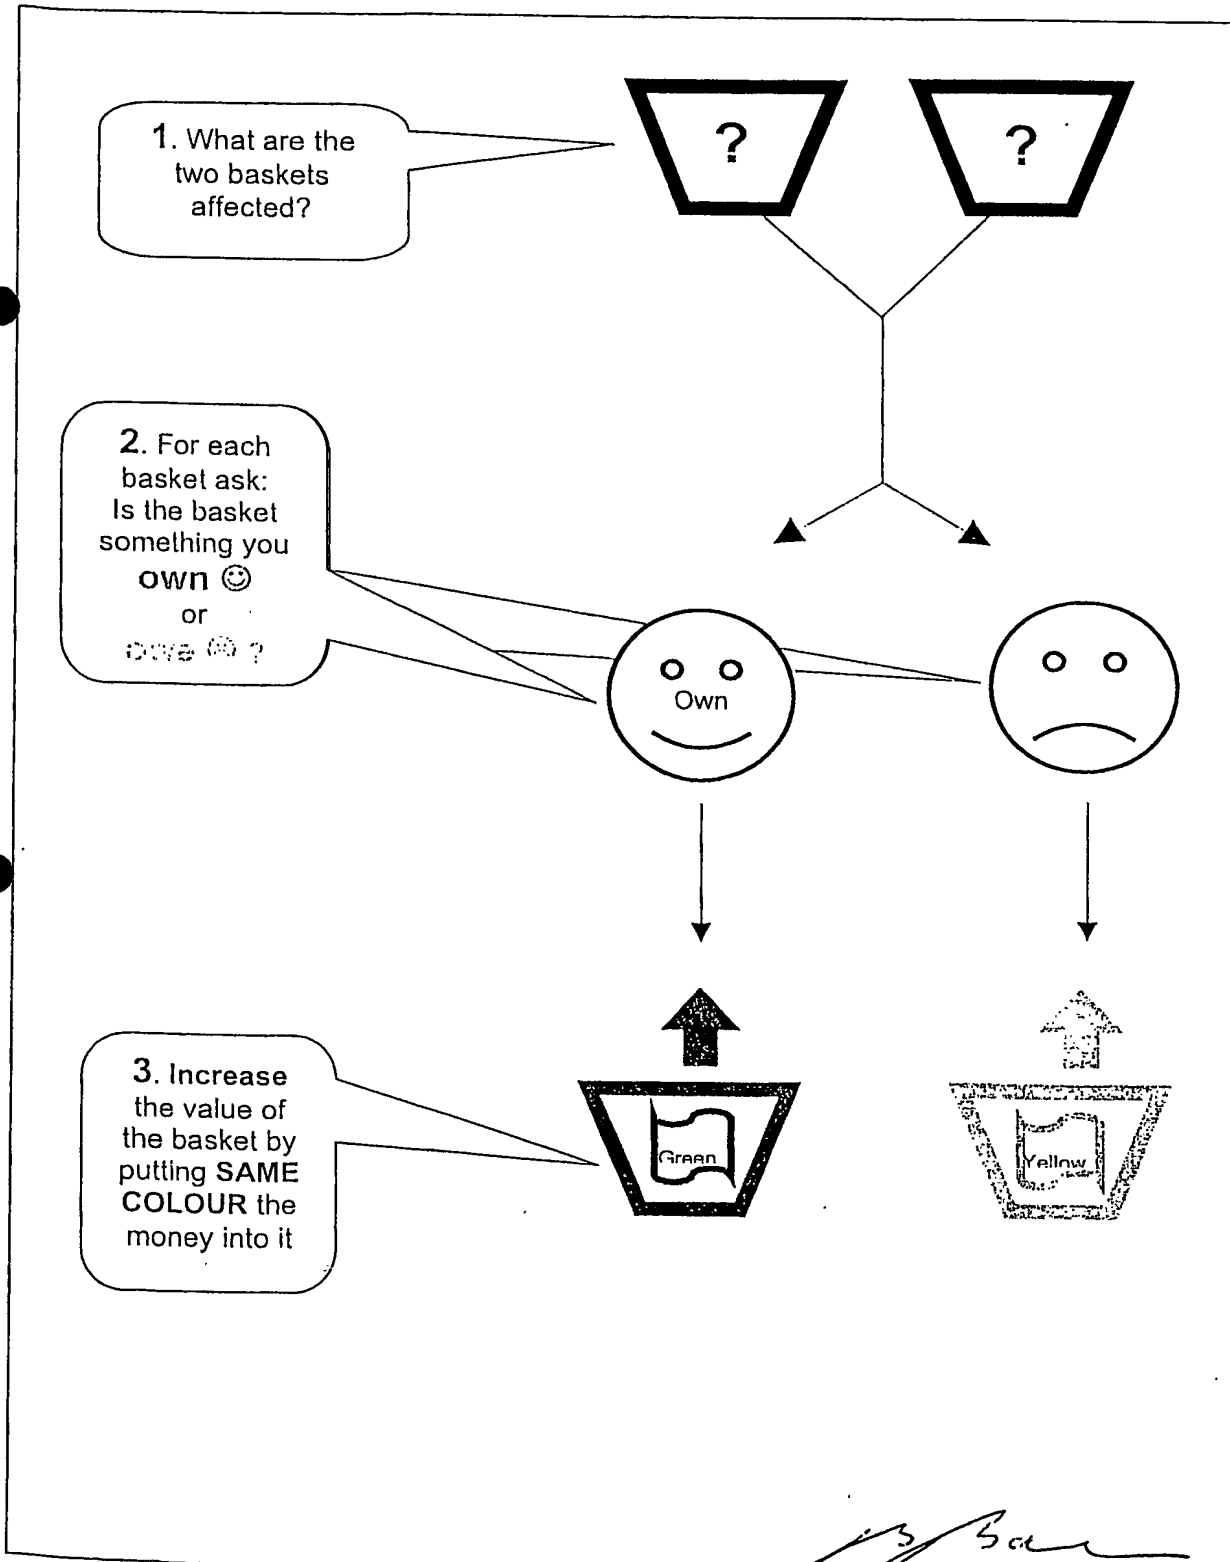 ?
?
1. What are the
two baskets
affected?
2. For each
basket ask:
Is the basket
something you
own ☺
or
owe ☹ ?
Own
3. Increase
the value of
the basket by
putting SAME
COLOUR the
money into it
Green
Yellow